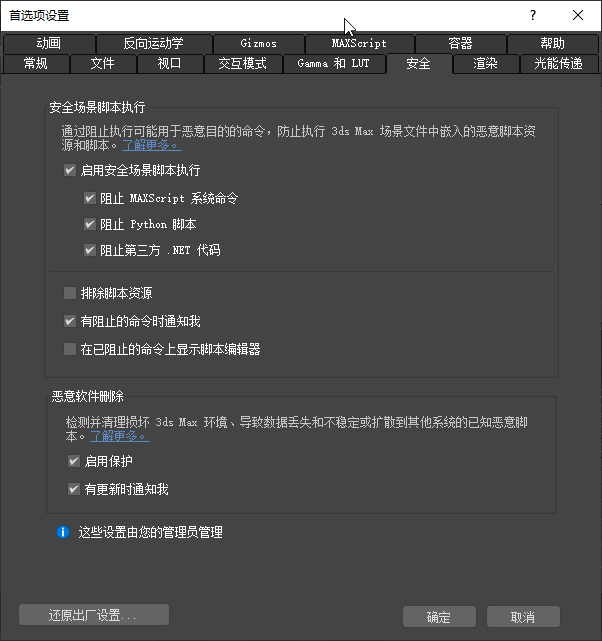 首选项设置
?
动画 反向运动学 Gizmos MAXScript 容器 帮助
常规 文件 视口 交互模式 Gamma 和 LUT 安全 渲染 光能传递
安全场景脚本执行
通过阻止执行可能用于恶意目的的命令，防止执行 3ds Max 场景文件中嵌入的恶意脚本资
源和脚本。了解更多。
启用安全场景脚本执行
阻止 MAXScript 系统命令
阻止 Python 脚本
阻止第三方 .NET 代码
排除脚本资源
有阻止的命令时通知我
在已阻止的命令上显示脚本编辑器
恶意软件删除
检测并清理损坏 3ds Max 环境、导致数据丢失和不稳定或扩散到其他系统的已知恶意脚
本。了解更多。
启用保护
有更新时通知我
这些设置由您的管理员管理
还原出厂设置... 确定 取消